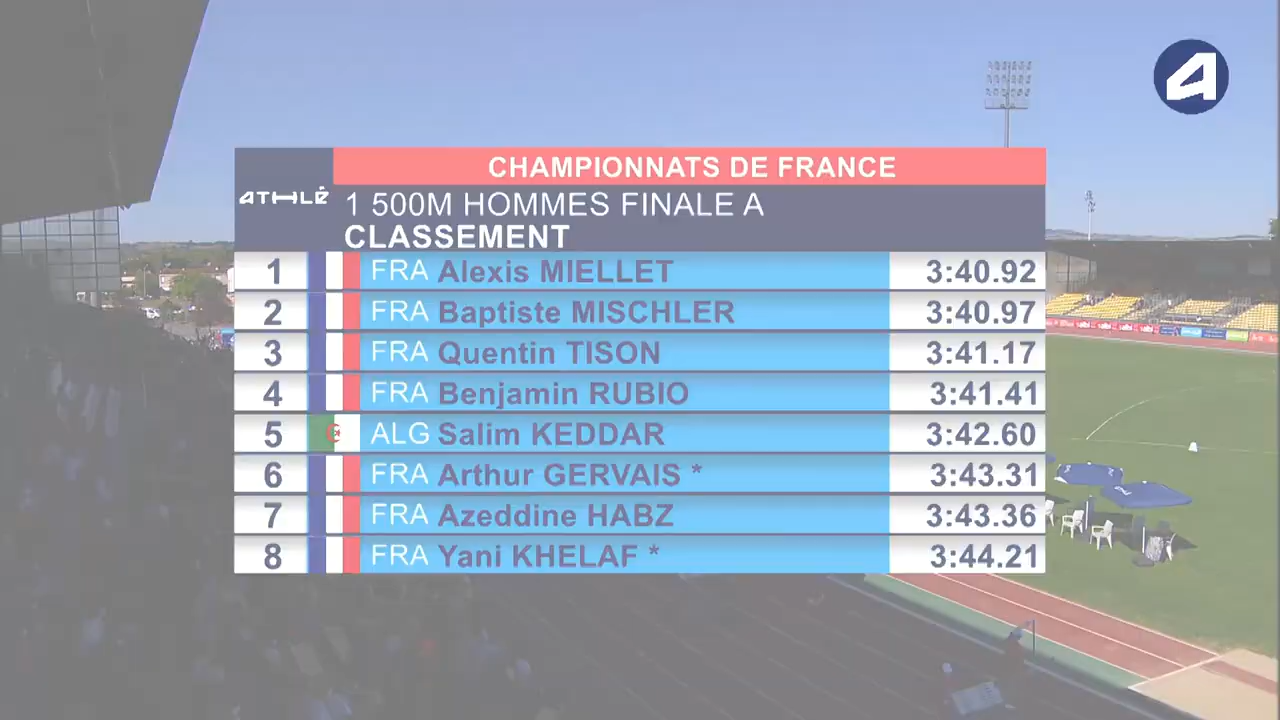 CHAMPIONNATS DE FRANCE
ATHLÉ
1 500M HOMMES FINALE A
CLASSEMENT
1 FRA Alexis MIELLET 3:40.92
2 FRA Baptiste MISCHLER 3:40.97
3 FRA Quentin TISON 3:41.17
4 FRA Benjamin RUBIO 3:41.41
5 ALG Salim KEDDAR 3:42.60
6 FRA Arthur GERVAIS * 3:43.31
7 FRA Azeddine HABZ 3:43.36
8 FRA Yani KHELAF * 3:44.21